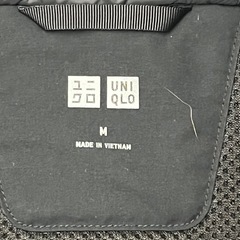 ユニ UNI
クロ QLO
M
MADE IN VIETNAM